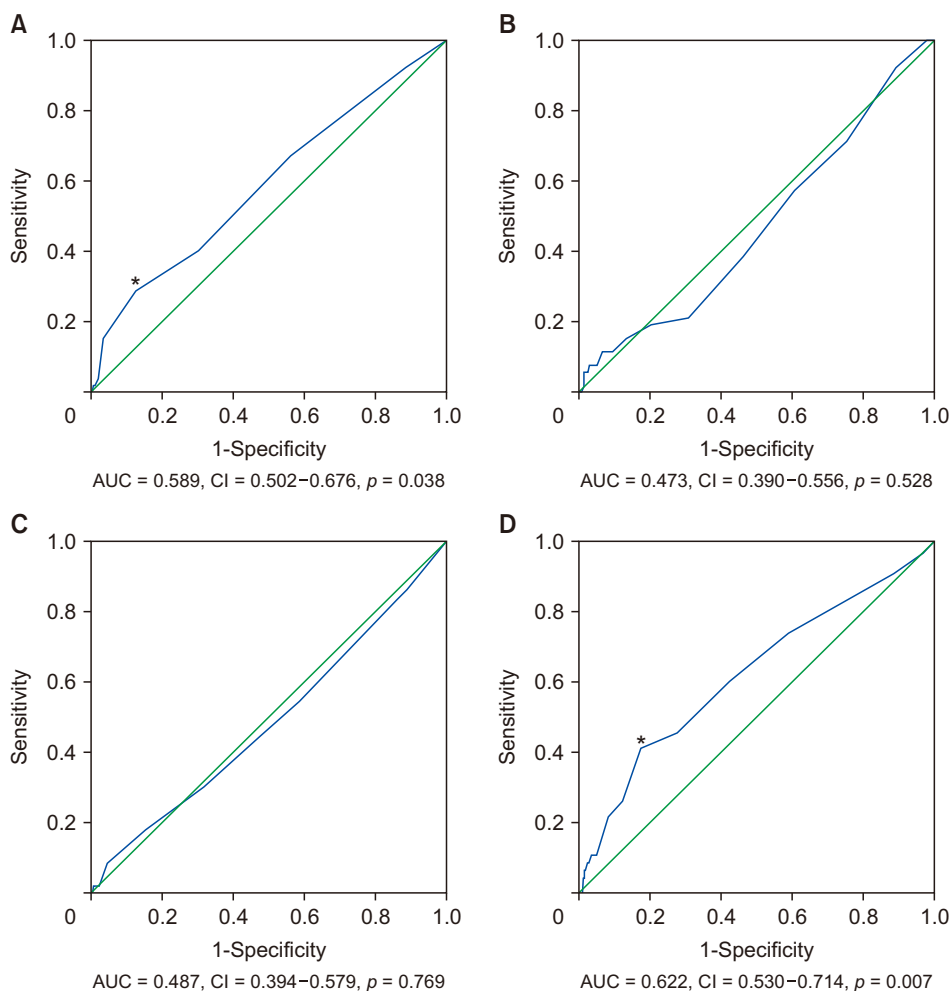 A
1.0
0.8
0.6
0.4
0.2
*
Sensitivity
0 0.2 0.4 0.6 0.8 1.0
1-Specificity
AUC = 0.589, CI = 0.502–0.676, p = 0.038
B
1.0
0.8
0.6
0.4
0.2
Sensitivity
0 0.2 0.4 0.6 0.8 1.0
1-Specificity
AUC = 0.473, CI = 0.390–0.556, p = 0.528
C
1.0
0.8
0.6
0.4
0.2
Sensitivity
0 0.2 0.4 0.6 0.8 1.0
1-Specificity
AUC = 0.487, CI = 0.394–0.579, p = 0.769
D
1.0
0.8
0.6
0.4
0.2
*
Sensitivity
0 0.2 0.4 0.6 0.8 1.0
1-Specificity
AUC = 0.622, CI = 0.530–0.714, p = 0.007